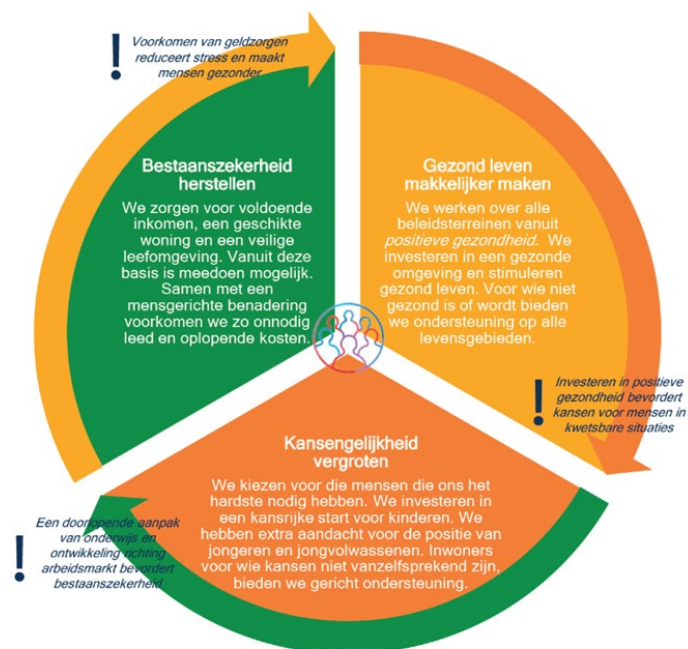 Voorkomen van geldzorgen
reduceert stress en maakt
mensen gezonder
Bestaanszekerheid
herstellen
We zorgen voor voldoende
inkomen, een geschikte
woning en een veilige
leefomgeving. Vanuit deze
basis is meedoen mogelijk.
Samen met een
mensgerichte benadering
voorkomen we zo onnodig
leed en oplopende kosten.
Gezond leven
makkelijker maken
We werken over alle
beleidsterreinen vanuit
positieve gezondheid. We
investeren in een gezonde
omgeving en stimuleren
gezond leven. Voor wie niet
gezond is of wordt bieden
we ondersteuning op alle
levensgebieden.
Investeren in positieve
gezondheid bevordert
kansen voor mensen in
kwetsbare situaties
Kansengelijkheid
vergroten
We kiezen voor die mensen die ons het
hardste nodig hebben. We investeren in
een kansrijke start voor kinderen. We
hebben extra aandacht voor de positie van
jongeren en jongvolwassenen. Inwoners
voor wie kansen niet vanzelfsprekend zijn,
bieden we gericht ondersteuning.
Een doorlopende aanpak
van onderwijs en
ontwikkeling richting
arbeidsmarkt bevordert
bestaanszekerheid